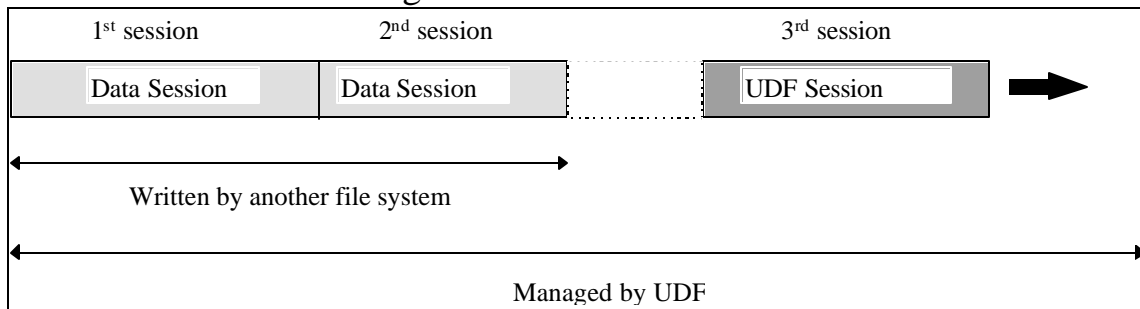 1st session 2nd session 3rd session
Data Session Data Session UDF Session
Written by another file system
Managed by UDF